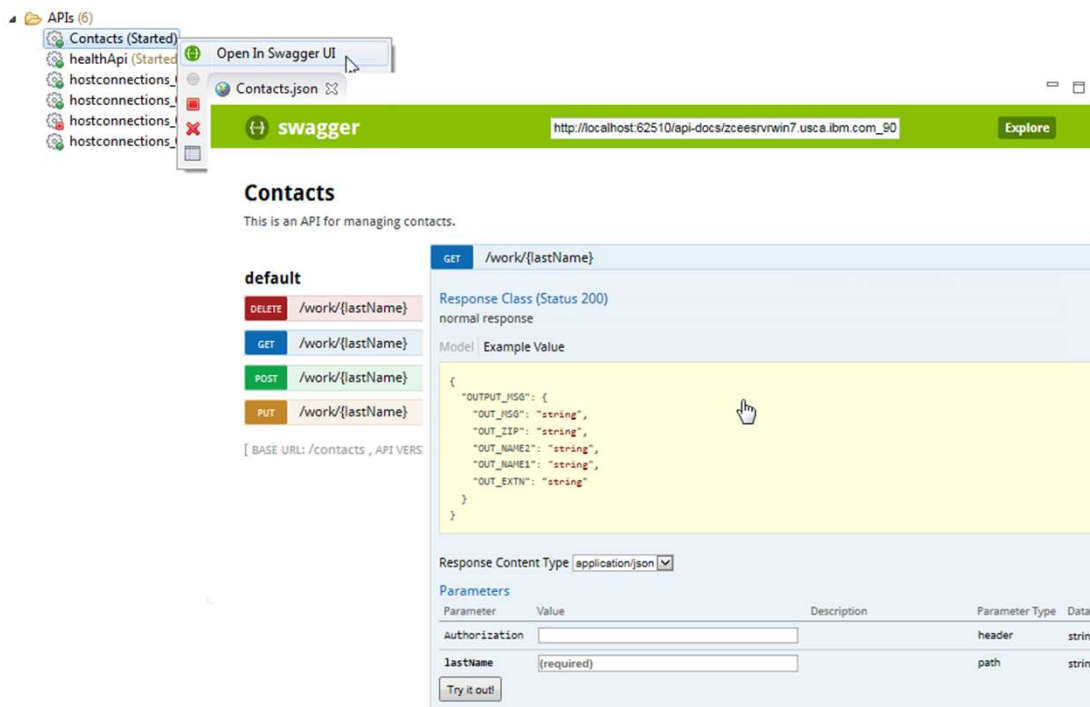 APIs (6)
Contacts (Started)
healthApi (Started
hostconnections_
hostconnections_
hostconnections_
hostconnections_
Open In Swagger UI
Contacts.json
swagger
http://localhost:62510/api-docs/zceesrvrwin7.usca.ibm.com_90
Explore
Contacts
This is an API for managing contacts.
default
DELETE /work/{lastName}
GET /work/{lastName}
POST /work/{lastName}
PUT /work/{lastName}
[ BASE URL: /contacts , API VERS
GET /work/{lastName}
Response Class (Status 200)
normal response
Model Example Value
{
"OUTPUT_MSG": {
"OUT_MSG": "string",
"OUT_ZIP": "string",
"OUT_NAME2": "string",
"OUT_NAME1": "string",
"OUT_EXTN": "string"
}
}
Response Content Type application/json
Parameters
Parameter Value Description Parameter Type Data
Authorization header strin
lastName (required) path strin
Try it out!